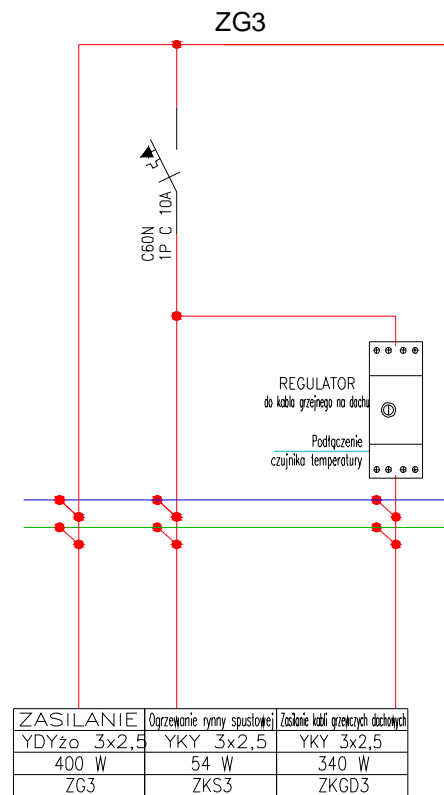 ZG3
C60N
1P C 10A
REGULATOR
do kabla grzejnego na dachu
Podłączenie
czujnika temperatury
ZASILANIE Ogrzewanie rynny spustowej Zasilanie kabli grzewczych dachowych
YDYżo 3x2,5 YKY 3x2,5 YKY 3x2,5
400 W 54 W 340 W
ZG3 ZKS3 ZKGD3